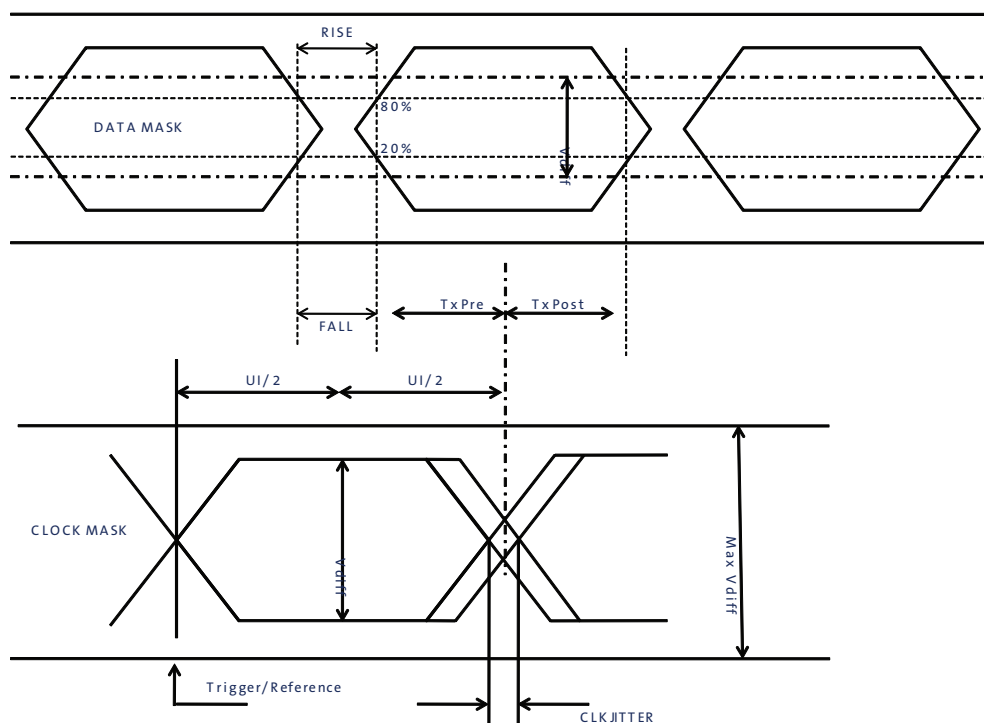 RISE
80%
DATA MASK
20%
Vdiff
TxPre
TxPost
FALL
UI/2
UI/2
CLOCK MASK
Vdiff
Max Vdiff
Trigger/Reference
CLKJITTER